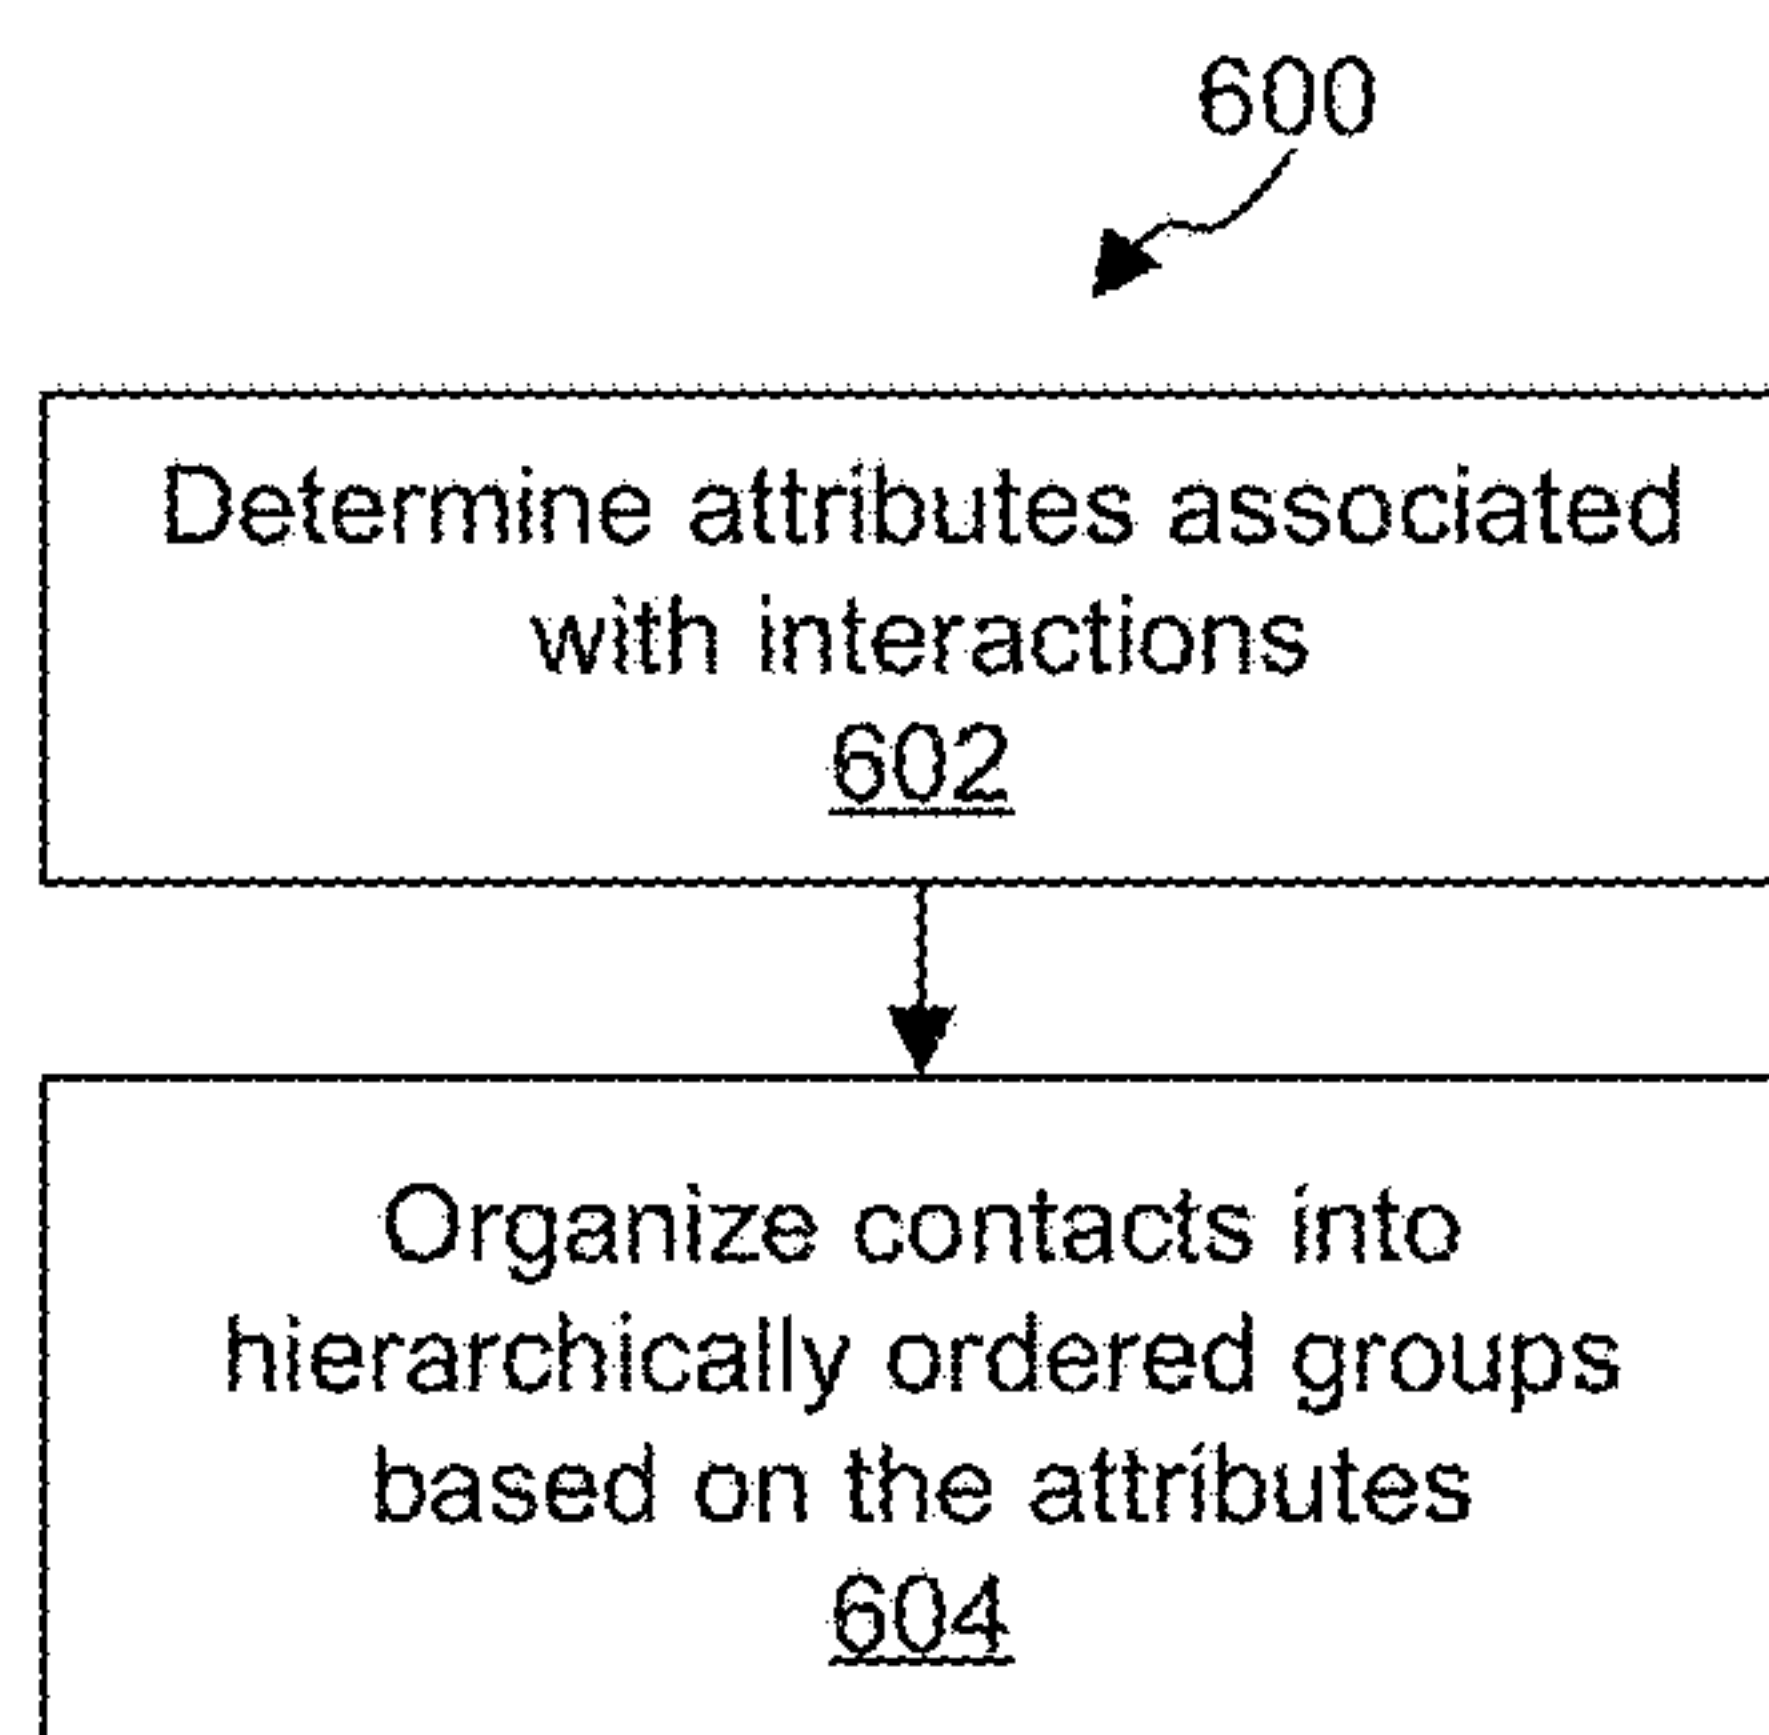 600
Determine attributes associated
with interactions
602
Organize contacts into
hierarchically ordered groups
based on the attributes
604